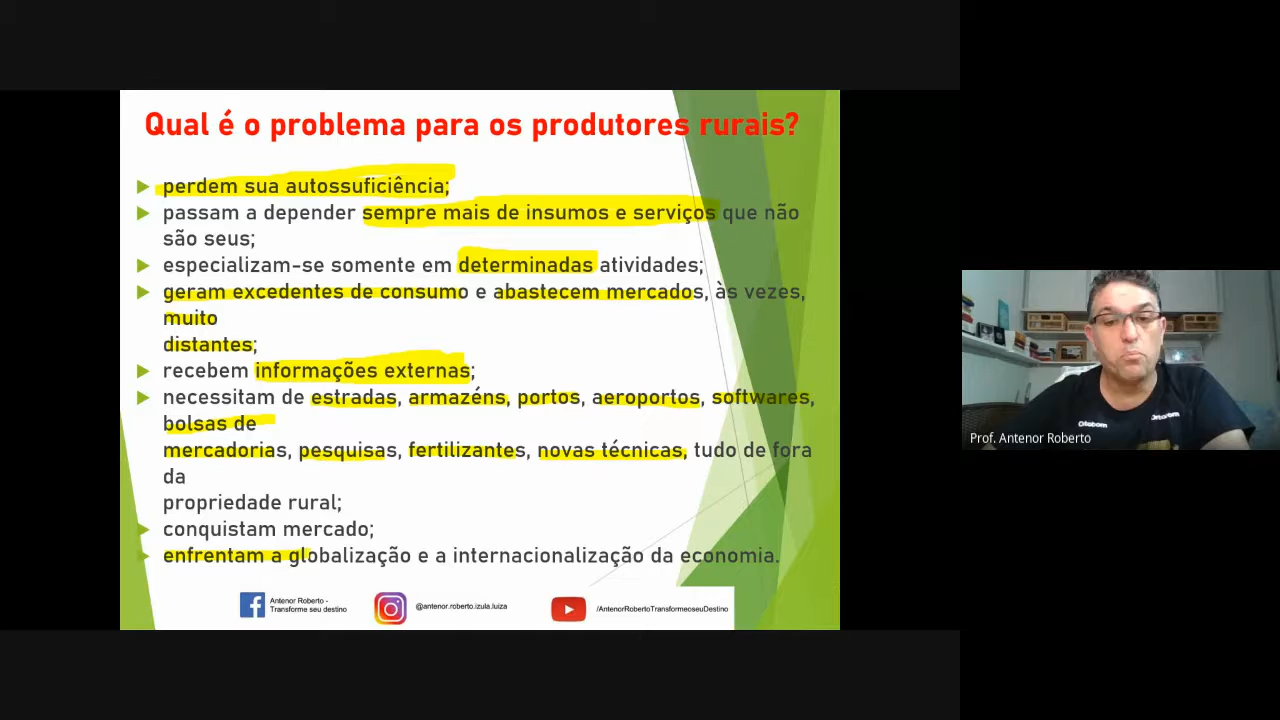 Qual é o problema para os produtores rurais?
perdem sua autossuficiência;
passam a depender sempre mais de insumos e serviços que não
são seus;
especializam-se somente em determinadas atividades;
geram excedentes de consumo e abastecem mercados, às vezes,
muito
distantes;
recebem informações externas;
necessitam de estradas, armazéns, portos, aeroportos, softwares,
bolsas de
mercadorias, pesquisas, fertilizantes, novas técnicas, tudo de fora
da
propriedade rural;
conquistam mercado;
enfrentam a globalização e a internacionalização da economia.
Antenor Roberto -
Transforme seu destino
@antenor.roberto.izula.luiza
/AntenorRobertoTransformeoseuDestino
Prof. Antenor Roberto